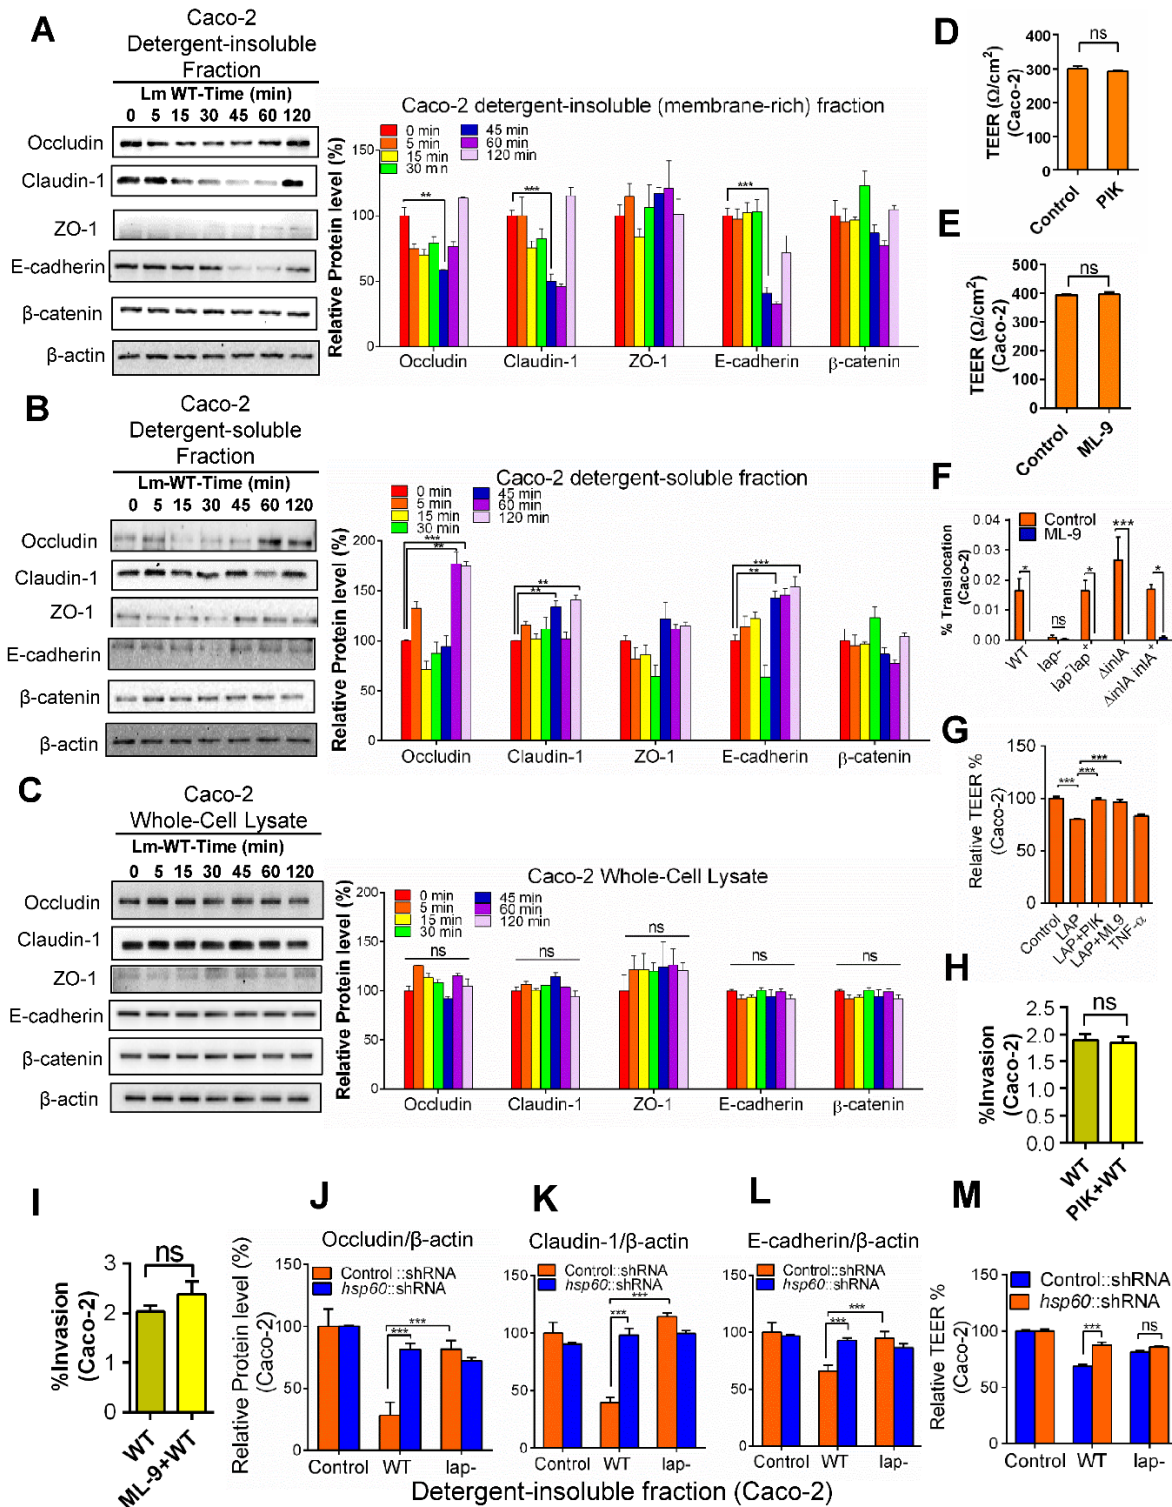 A
Caco-2
Detergent-insoluble
Fraction
Lm WT-Time (min)
0 5 15 30 45 60 120
Occludin
Claudin-1
ZO-1
E-cadherin
β-catenin
β-actin
Caco-2 detergent-insoluble (membrane-rich) fraction
0 min
5 min
15 min
30 min
45 min
60 min
120 min
Relative Protein level (%)
150
100
50
0
** *** ***
Occludin Claudin-1 ZO-1 E-cadherin β-catenin
B
Caco-2
Detergent-soluble
Fraction
Lm-WT-Time (min)
0 5 15 30 45 60 120
Occludin
Claudin-1
ZO-1
E-cadherin
β-catenin
β-actin
Caco-2 detergent-soluble fraction
0 min
5 min
15 min
30 min
45 min
60 min
120 min
Relative Protein level (%)
200
150
100
50
0
*** ** ** ** *** **
Occludin Claudin-1 ZO-1 E-cadherin β-catenin
C
Caco-2
Whole-Cell Lysate
Lm-WT-Time (min)
0 5 15 30 45 60 120
Occludin
Claudin-1
ZO-1
E-cadherin
β-catenin
β-actin
Caco-2 Whole-Cell Lysate
0 min
5 min
15 min
30 min
45 min
60 min
120 min
Relative Protein level (%)
200
150
100
50
0
ns ns ns ns ns
Occludin Claudin-1 ZO-1 E-cadherin β-catenin
D
TEER (Ω/cm²)
(Caco-2)
400
300
200
100
0
ns
Control PIK
E
TEER (Ω/cm²)
(Caco-2)
500
400
300
200
100
0
ns
Control ML-9
F
% Translocation
(Caco-2)
0.04
0.03
0.02
0.01
0.00
Control
ML-9
* ns * *** *
WT lap- lap-lap+ ΔinlA ΔinlA inlA+
G
Relative TEER %
(Caco-2)
150
100
50
0
*** *** ***
Control LAP LAP+PIK LAP+ML9 TNF-α
H
%Invasion
(Caco-2)
2.5
2.0
1.5
1.0
0.5
0.0
ns
WT PIK+WT
I
%Invasion
(Caco-2)
3
2
1
0
ns
WT ML-9+WT
J
Occludin/β-actin
Control::shRNA
hsp60::shRNA
Relative Protein level (%)
(Caco-2)
150
100
50
0
*** ***
Control WT lap-
K
Claudin-1/β-actin
Control::shRNA
hsp60::shRNA
150
100
50
0
*** ***
Control WT lap-
L
E-cadherin/β-actin
Control::shRNA
hsp60::shRNA
150
100
50
0
*** ***
Control WT lap-
Detergent-insoluble fraction (Caco-2)
M
Control::shRNA
hsp60::shRNA
Relative TEER %
(Caco-2)
150
100
50
0
*** ns
Control WT lap-